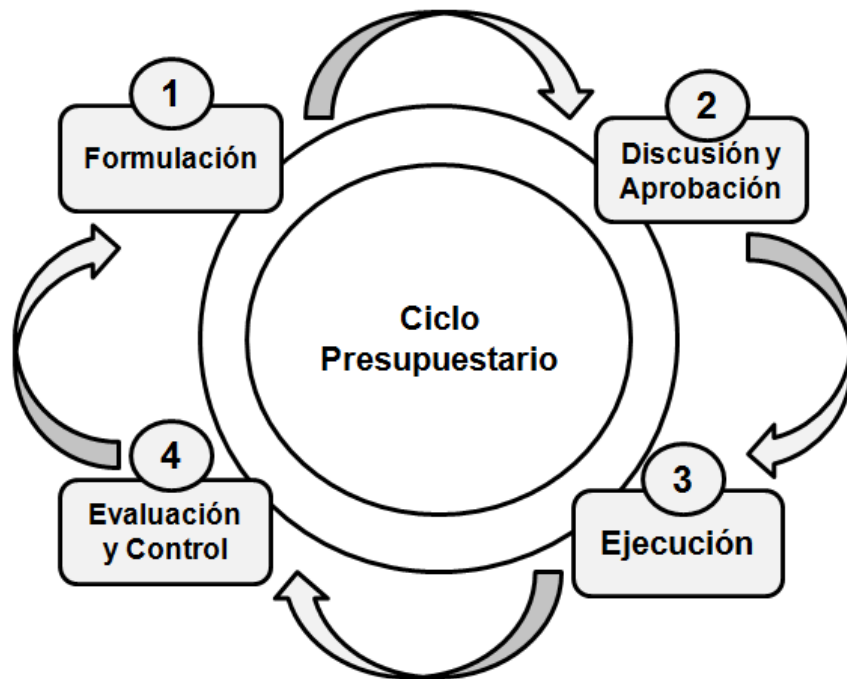 1
Formulación
2
Discusión y
Aprobación
Ciclo
Presupuestario
3
Ejecución
4
Evaluación
y Control